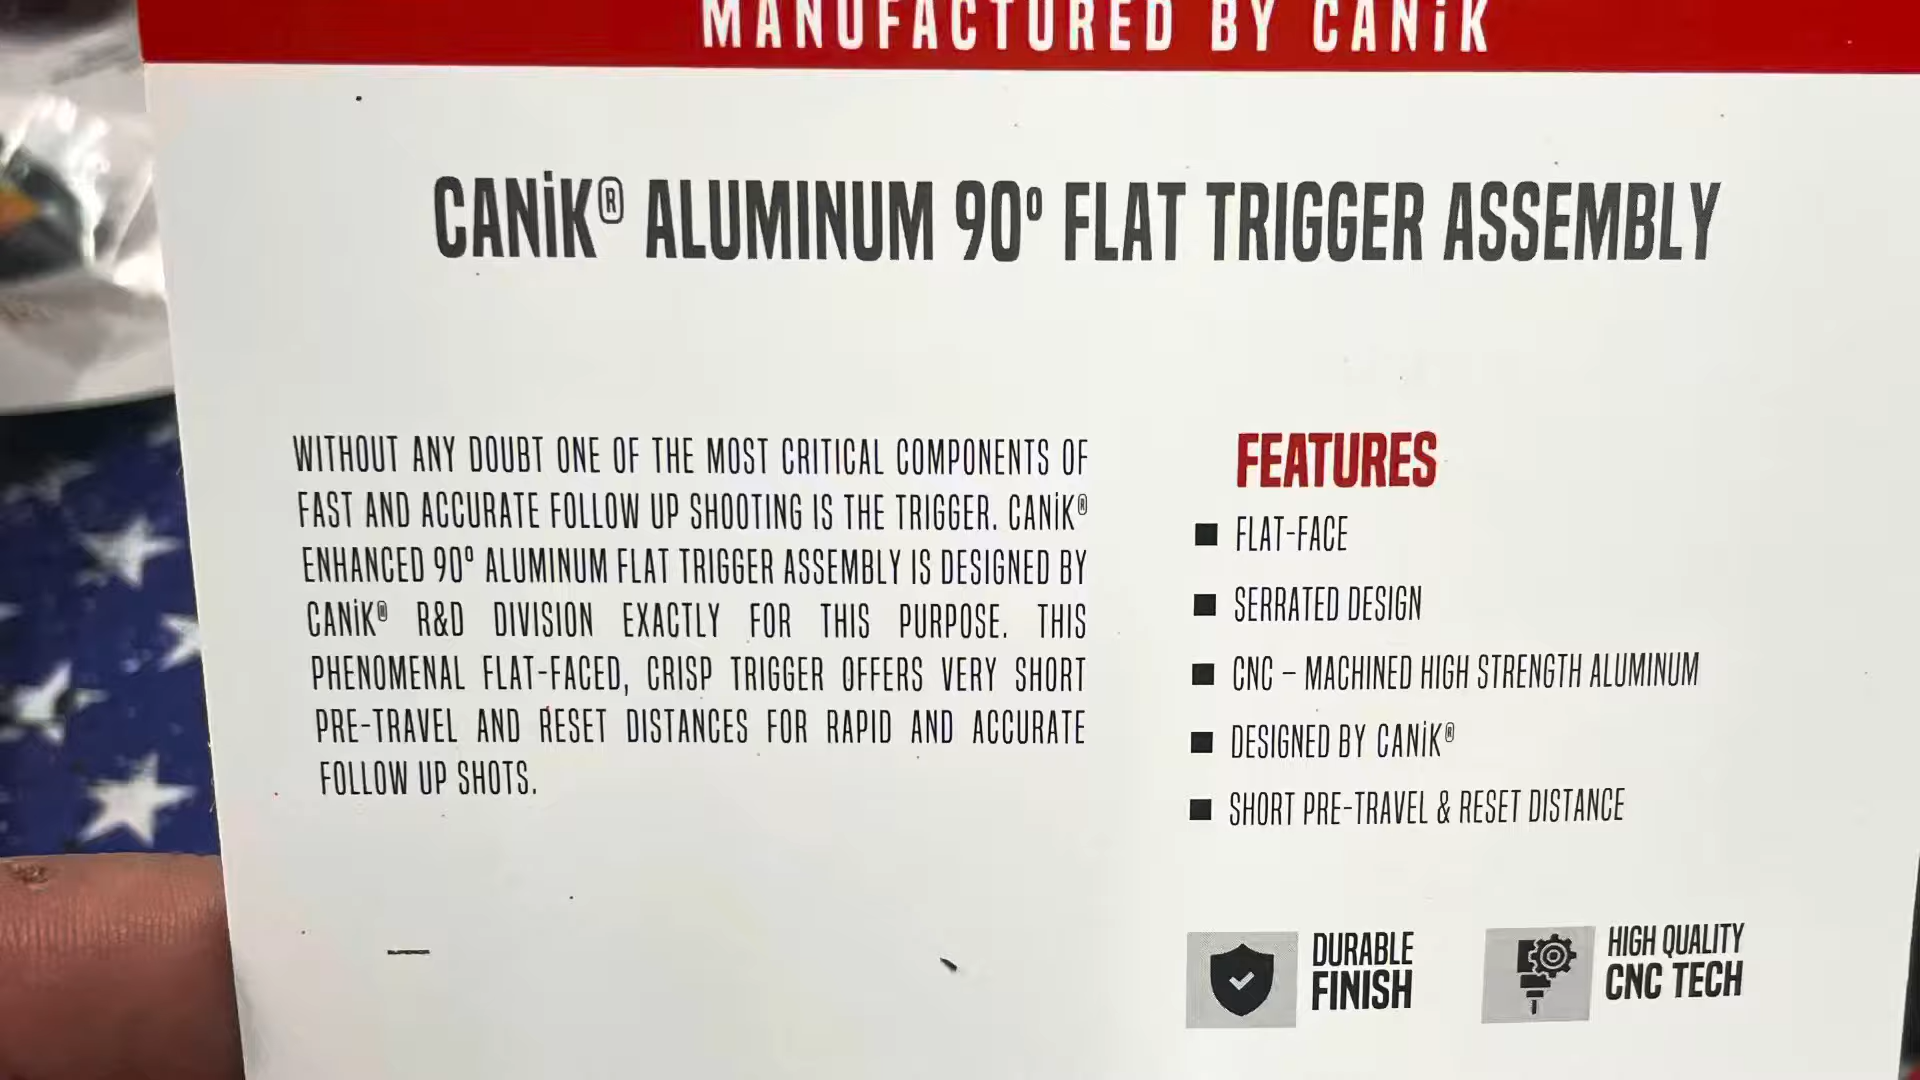 MANUFACTURED BY CANiK
CANiK® ALUMINUM 90º FLAT TRIGGER ASSEMBLY
WITHOUT ANY DOUBT ONE OF THE MOST CRITICAL COMPONENTS OF
FAST AND ACCURATE FOLLOW UP SHOOTING IS THE TRIGGER. CANiK®
ENHANCED 90º ALUMINUM FLAT TRIGGER ASSEMBLY IS DESIGNED BY
CANiK® R&D DIVISION EXACTLY FOR THIS PURPOSE. THIS
PHENOMENAL FLAT-FACED, CRISP TRIGGER OFFERS VERY SHORT
PRE-TRAVEL AND RESET DISTANCES FOR RAPID AND ACCURATE
FOLLOW UP SHOTS.
FEATURES
■ FLAT-FACE
■ SERRATED DESIGN
■ CNC – MACHINED HIGH STRENGTH ALUMINUM
■ DESIGNED BY CANiK®
■ SHORT PRE-TRAVEL & RESET DISTANCE
DURABLE
FINISH
HIGH QUALITY
CNC TECH